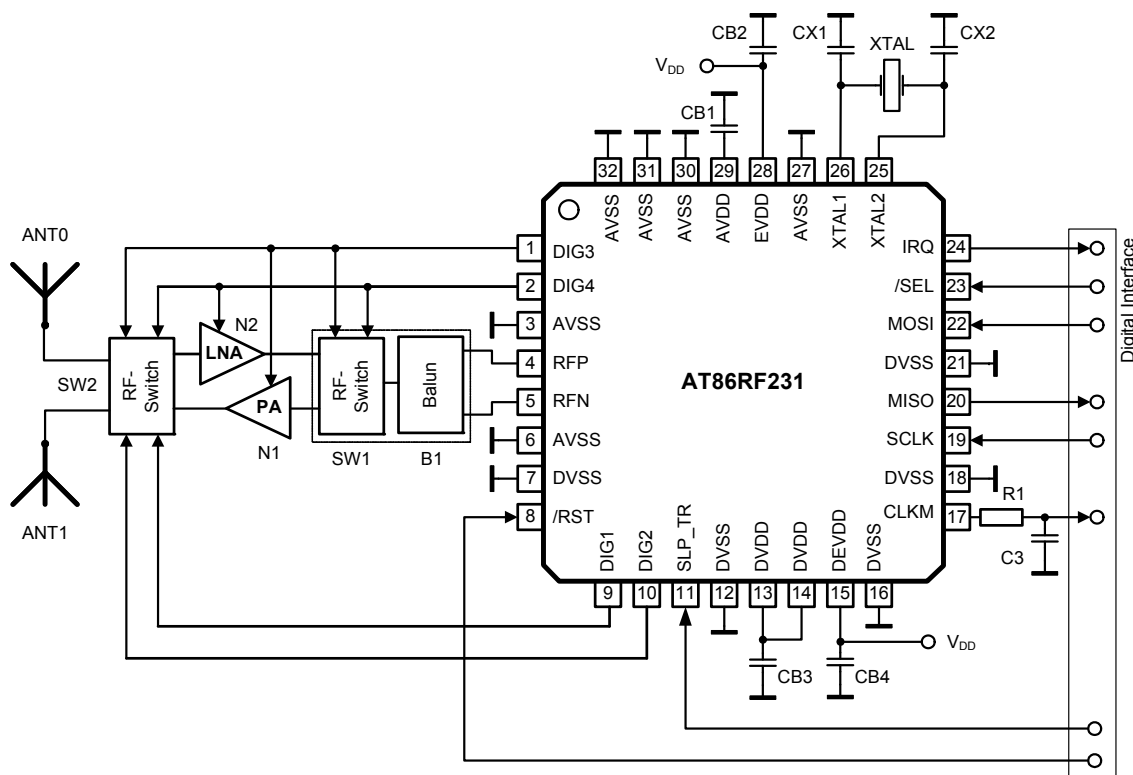 CB2
CX1
XTAL
CX2
VDD
CB1
32
31
30
29
28
27
26
25
AVSS
AVSS
AVSS
AVDD
EVDD
AVSS
XTAL1
XTAL2
ANT0
1
DIG3
IRQ
24
2
DIG4
/SEL
23
3
AVSS
MOSI
22
N2
LNA
4
RFP
DVSS
21
SW2
RF-
Switch
RF-
Switch
Balun
AT86RF231
PA
5
RFN
MISO
20
N1
SW1
B1
6
AVSS
SCLK
19
7
DVSS
DVSS
18
ANT1
8
/RST
CLKM
17
R1
C3
DIG1
DIG2
SLP_TR
DVSS
DVDD
DVDD
DEVDD
DVSS
9
10
11
12
13
14
15
16
VDD
CB3
CB4
Digital Interface